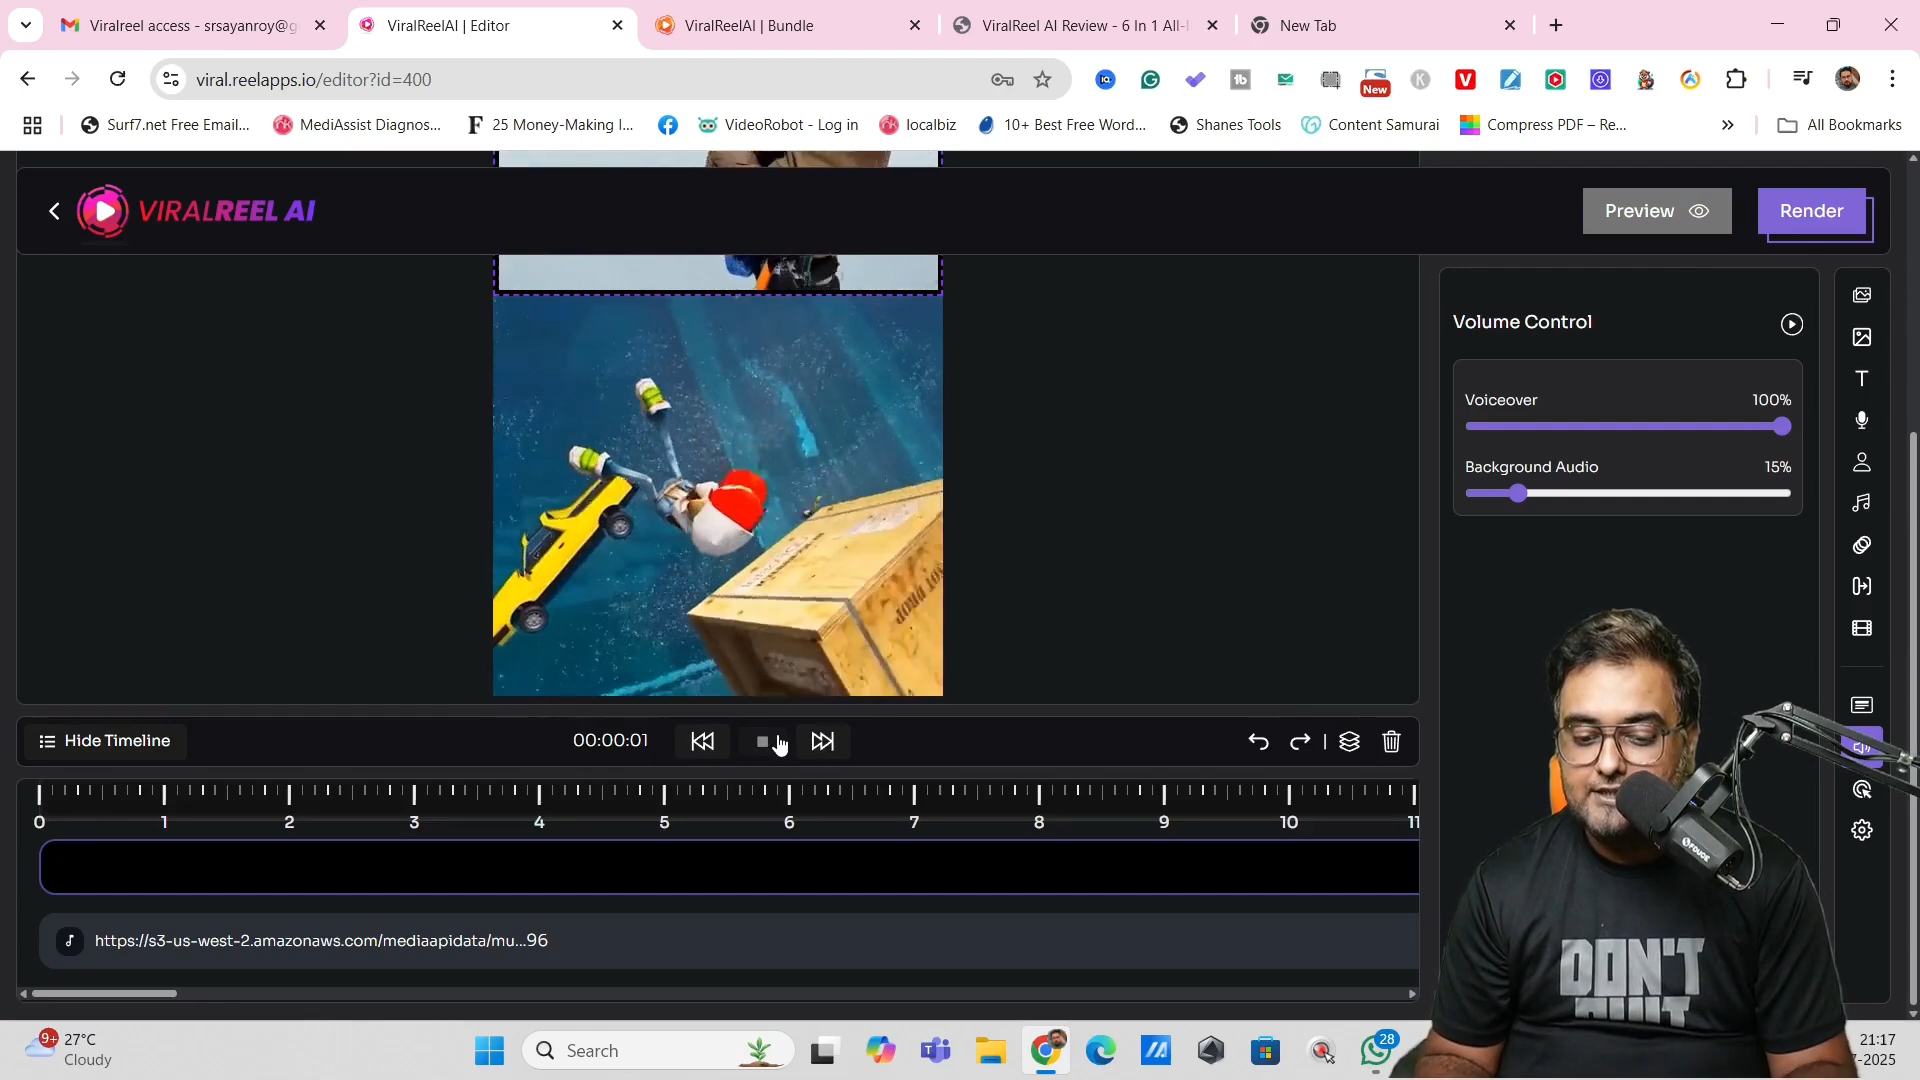 Viralreel access - srsayanroy@g
ViralReelAI | Editor
ViralReelAI | Bundle
ViralReel AI Review - 6 In 1 All-
New Tab
viral.reelapps.io/editor?id=400
New
Surf7.net Free Email...
MediAssist Diagnos...
25 Money-Making I...
VideoRobot - Log in
localbiz
10+ Best Free Word...
Shanes Tools
Content Samurai
Compress PDF – Re...
All Bookmarks
VIRALREEL AI
Preview
Render
Volume Control
Voiceover 100%
Background Audio 15%
Hide Timeline
00:00:01
0 1 2 3 4 5 6 7 8 9 10 11
https://s3-us-west-2.amazonaws.com/mediaapidata/mu...96
DON'T
9+
27°C
Cloudy
Search
28
21:17
7-2025